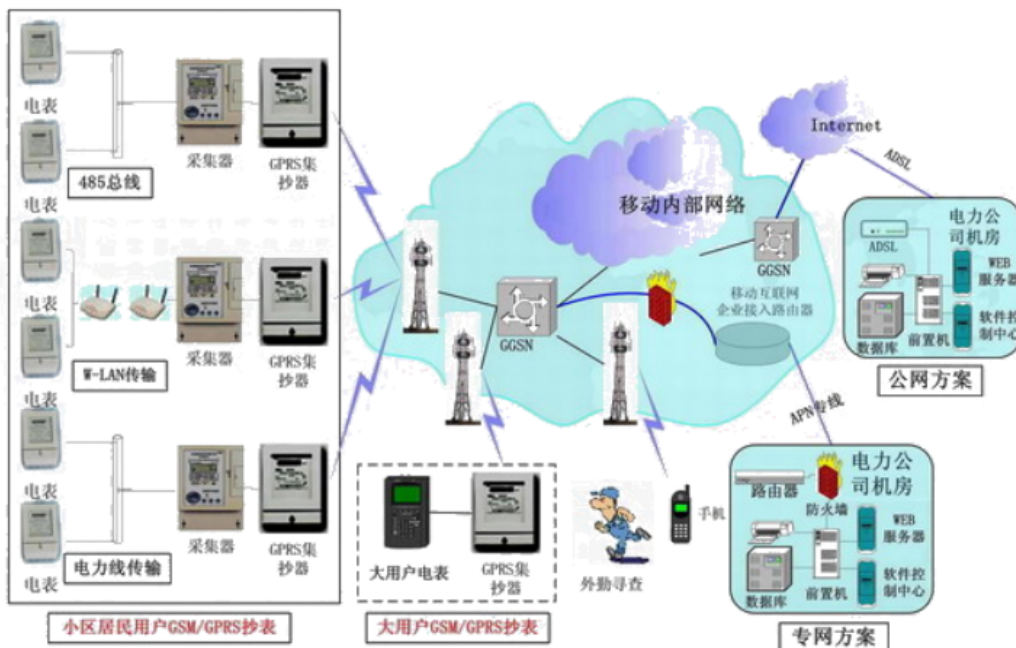 电表
电表
485总线
采集器
GPRS集
抄器
电表
电表
W-LAN传输
采集器
GPRS集
抄器
电表
电表
电力线传输
采集器
GPRS集
抄器
小区居民用户GSM/GPRS抄表
大用户电表
GPRS集
抄器
大用户GSM/GPRS抄表
外勤寻查
手机
移动内部网络
GGSN
GGSN
移动互联网
企业接入路由器
Internet
ADSL
APN专线
电力公
司机房
ADSL
WEB
服务器
数据库
前置机
软件控
制中心
公网方案
电力公
司机房
路由器
防火墙
WEB
服务器
数据库
前置机
软件控
制中心
专网方案